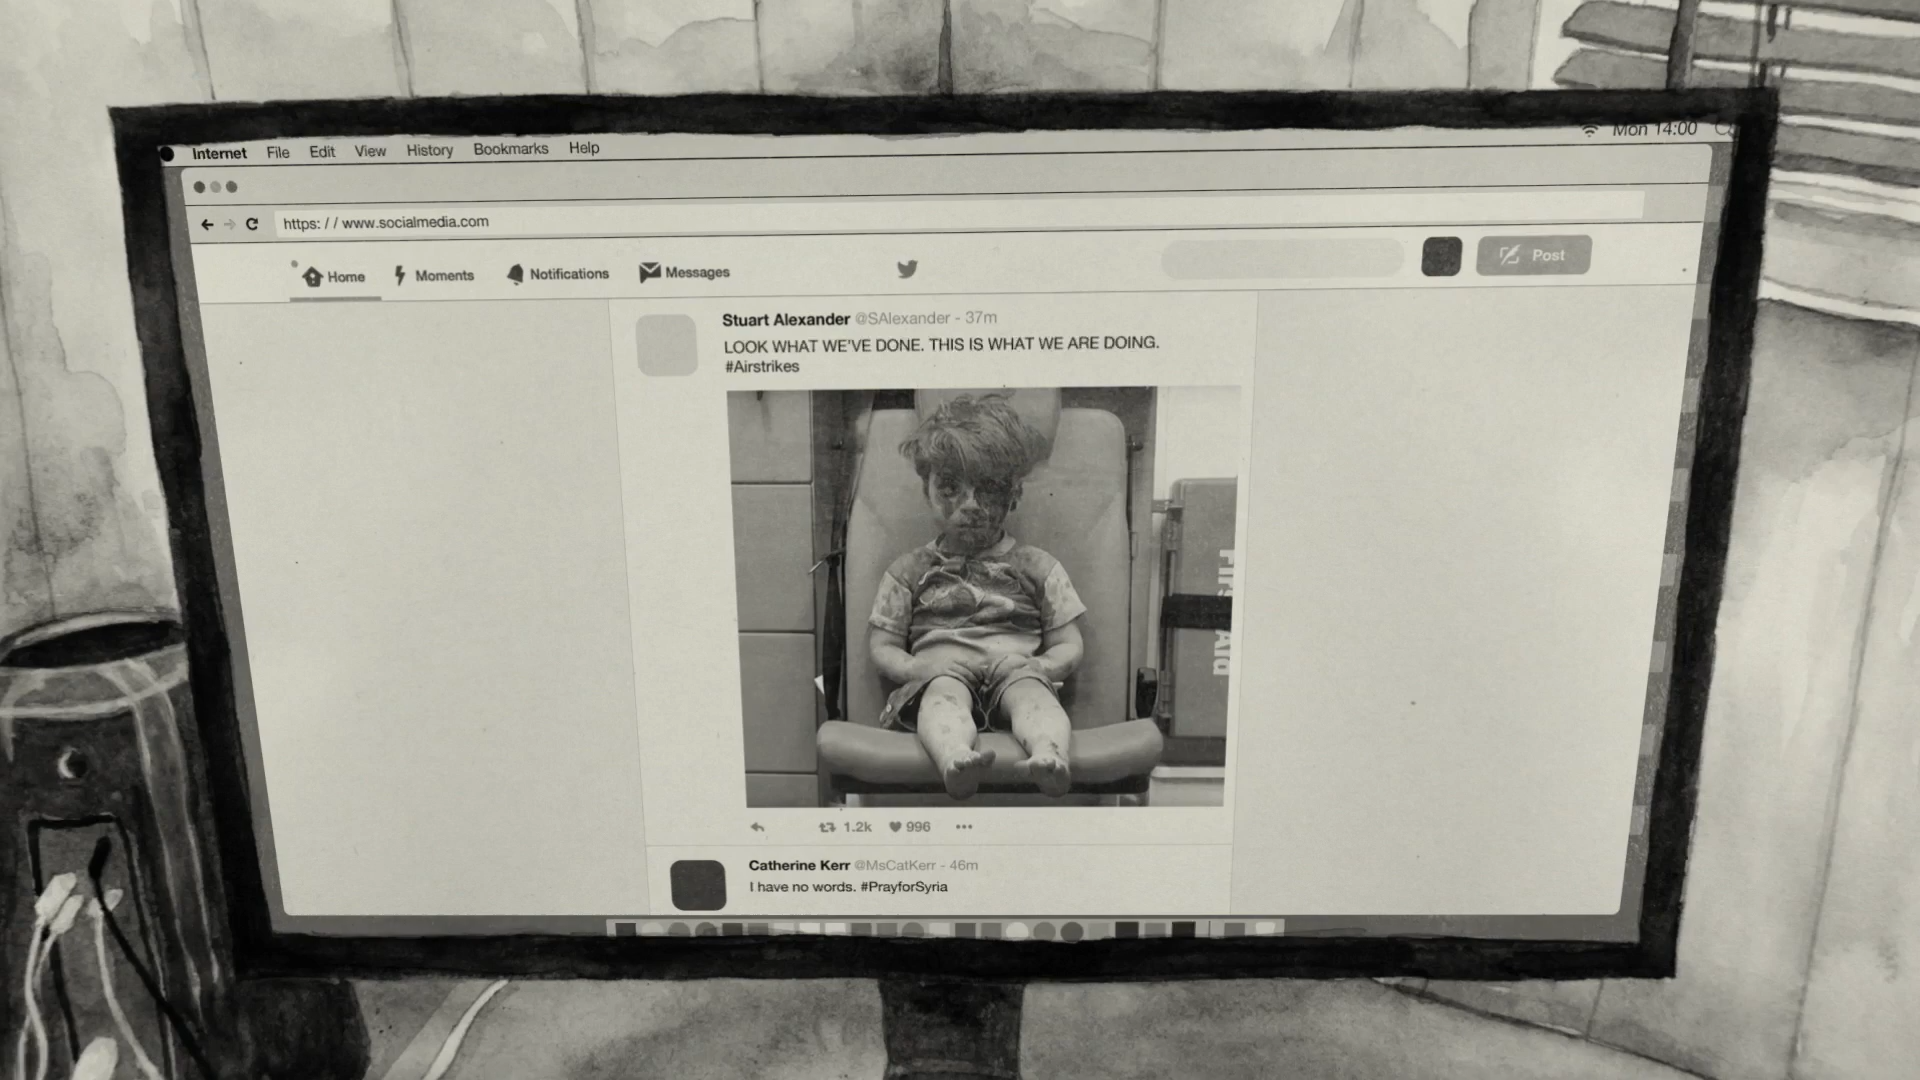 Mon 14:00
Internet File Edit View History Bookmarks Help
https: / / www.socialmedia.com
Home Moments Notifications Messages Post
Stuart Alexander @SAlexander - 37m
LOOK WHAT WE'VE DONE. THIS IS WHAT WE ARE DOING.
#Airstrikes
First Aid
1.2k 996
Catherine Kerr @MsCatKerr - 46m
I have no words. #PrayforSyria